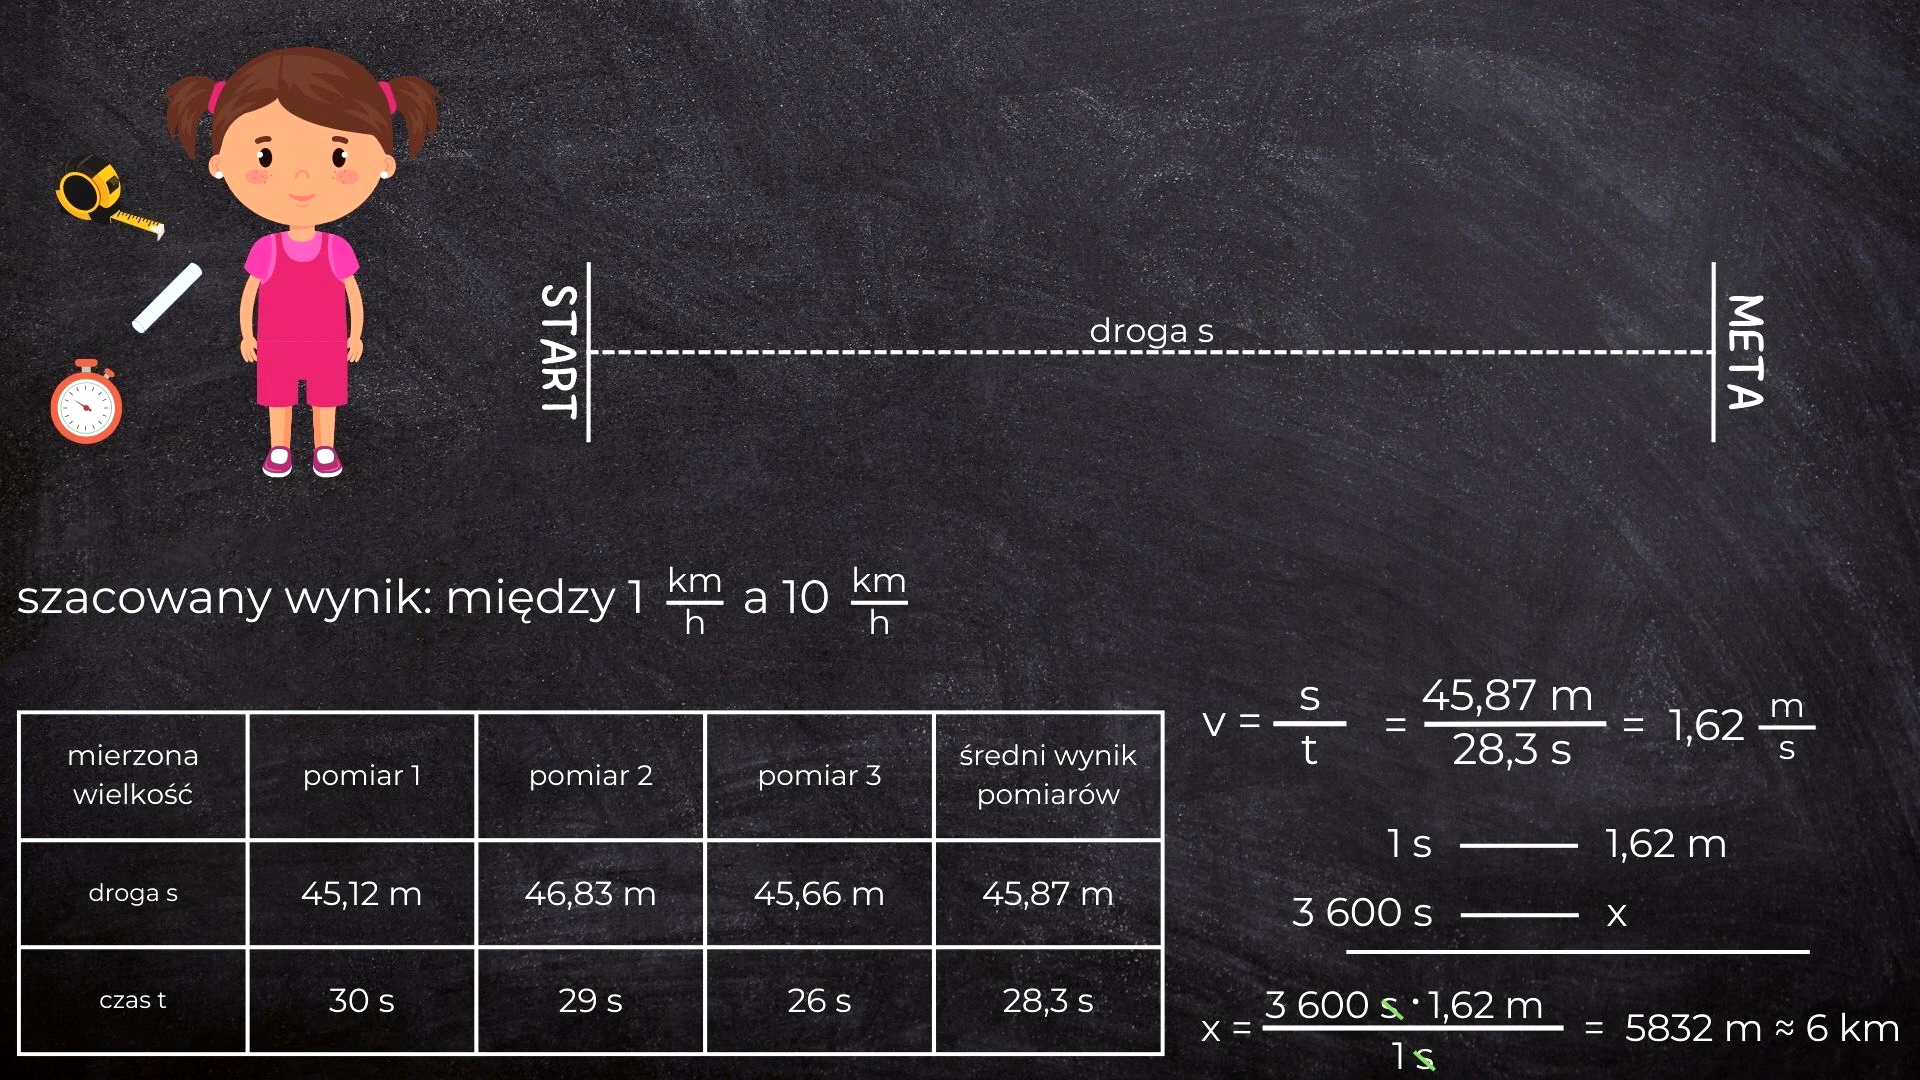 START
droga s
META
szacowany wynik: między 1 km/h a 10 km/h
mierzona wielkość pomiar 1 pomiar 2 pomiar 3 średni wynik pomiarów
droga s 45,12 m 46,83 m 45,66 m 45,87 m
czas t 30 s 29 s 26 s 28,3 s
v = s/t = 45,87 m/28,3 s = 1,62 m/s
1 s — 1,62 m
3 600 s — x
x = 3 600 s · 1,62 m/1 s = 5832 m ≈ 6 km